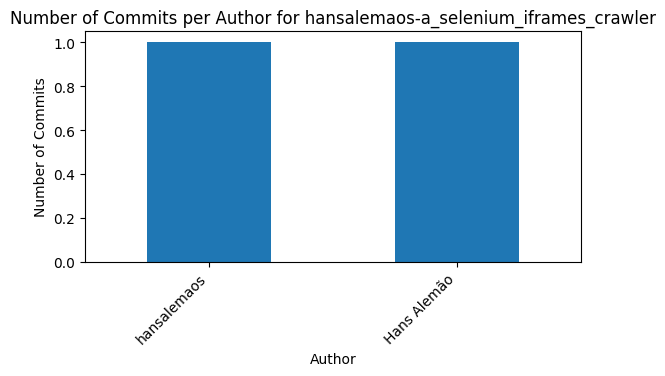 Number of Commits per Author for hansalemaos-a_selenium_iframes_crawler
1.0
0.8
0.6
0.4
0.2
0.0
Number of Commits
hansalemaos
Hans Alemão
Author